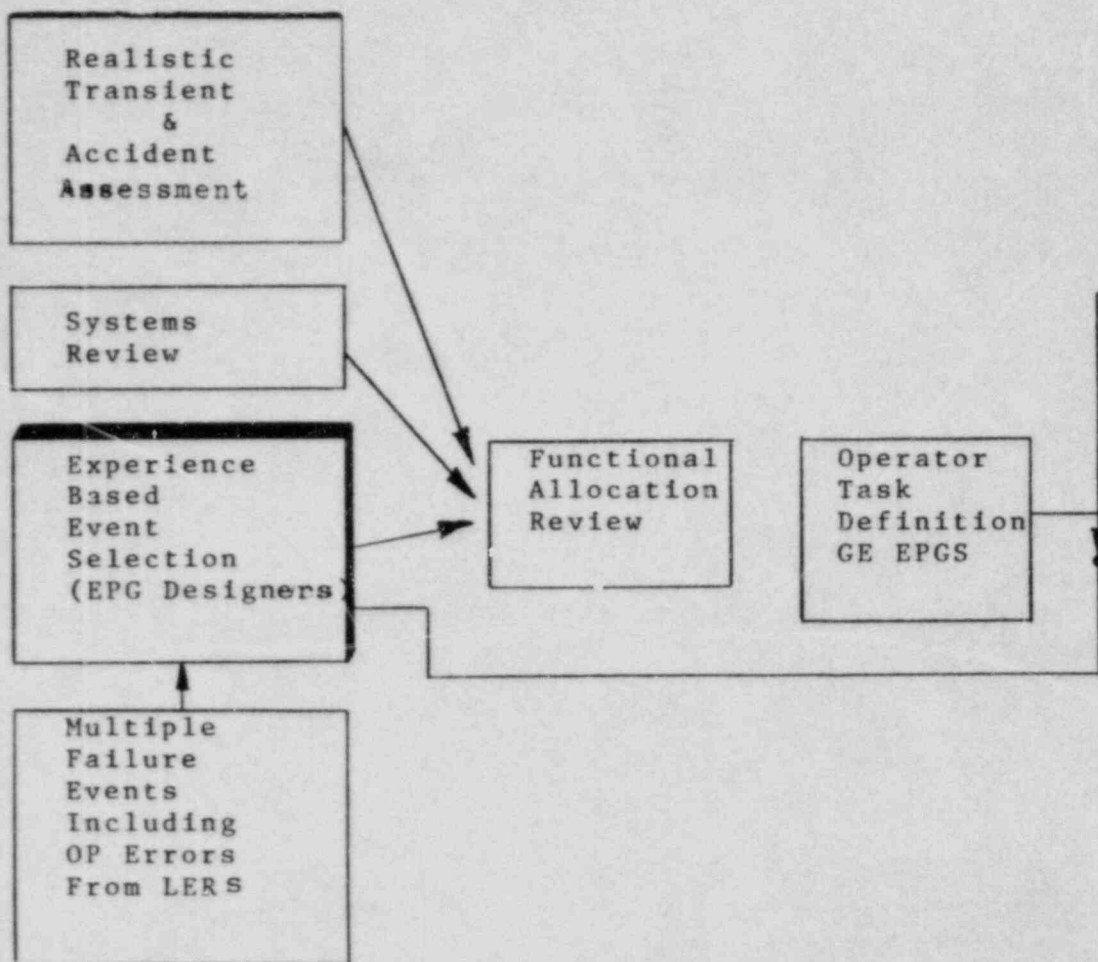 Realistic
Transient
&
Accident
Assessment
Systems
Review
Experience
Based
Event
Selection
(EPG Designers)
Multiple
Failure
Events
Including
OP Errors
From LERs
Functional
Allocation
Review
Operator
Task
Definition
GE EPGS